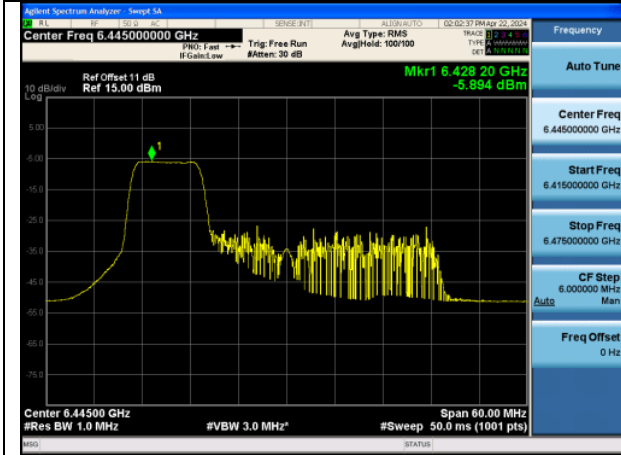 Agilent Spectrum Analyzer - Swept SA
RL RF 50 Ω AC SENSE:INT ALIGNAUTO 02:02:37 PM Apr 22, 2024
Center Freq 6.445000000 GHz
PNO: Fast
IFGain:Low
Trig: Free Run
#Atten: 30 dB
Avg Type: RMS
Avg|Hold: 100/100
TRACE 1 2 3 4 5 6
TYPE A
DET A N N N N N
Ref Offset 11 dB
Ref 15.00 dBm
Mkr1 6.428 20 GHz
-5.894 dBm
10 dB/div
Log
5.00
-5.00
-15.0
-25.0
-35.0
-45.0
-55.0
-65.0
-75.0
1
Center 6.44500 GHz
Span 60.00 MHz
#Res BW 1.0 MHz
#VBW 3.0 MHz*
#Sweep 50.0 ms (1001 pts)
MSG
STATUS
Frequency
Auto Tune
Center Freq
6.445000000 GHz
Start Freq
6.415000000 GHz
Stop Freq
6.475000000 GHz
CF Step
6.000000 MHz
Auto Man
Freq Offset
0 Hz